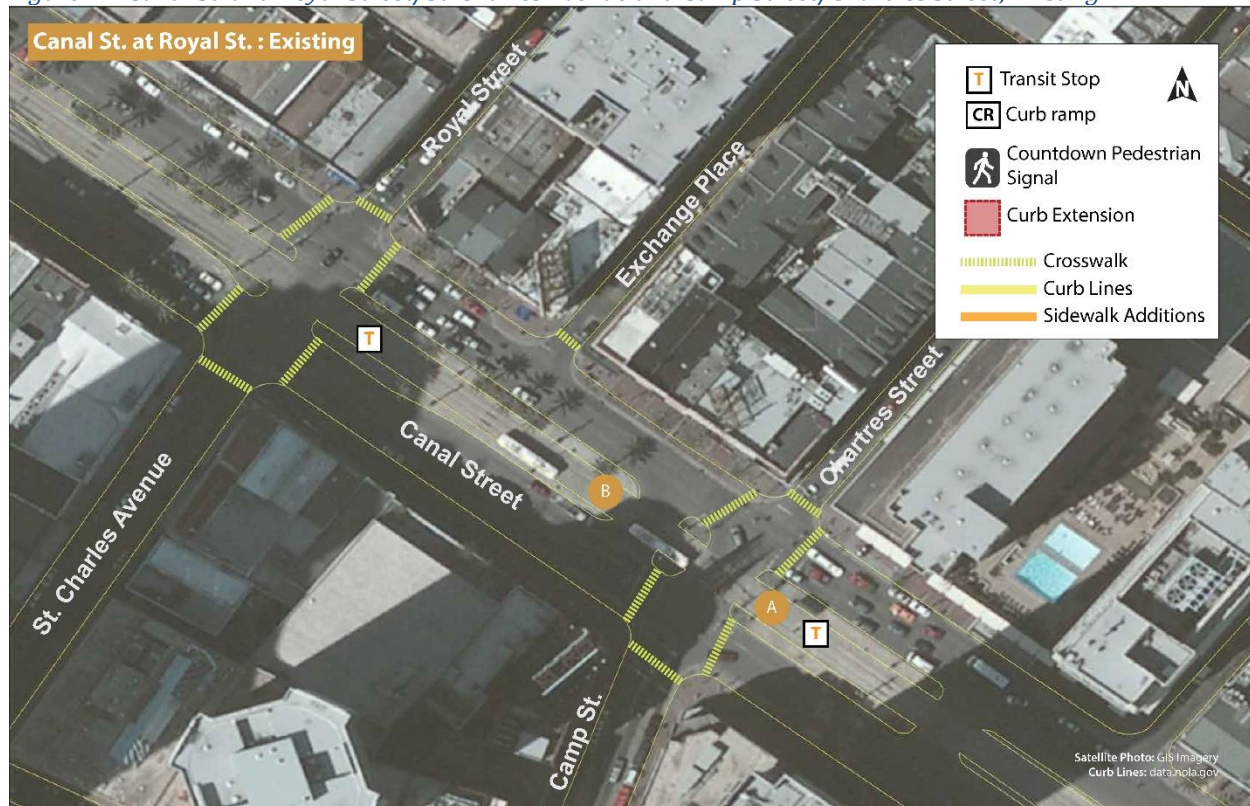 Canal St. at Royal St. : Existing
T Transit Stop
N
CR Curb ramp
Countdown Pedestrian
Signal
Curb Extension
Crosswalk
Curb Lines
Sidewalk Additions
Royal Street
Exchange Place
Chartres Street
T
Canal Street
B
St. Charles Avenue
A
T
Camp St.
Satellite Photo: GIS Imagery
Curb Lines: data.nola.gov